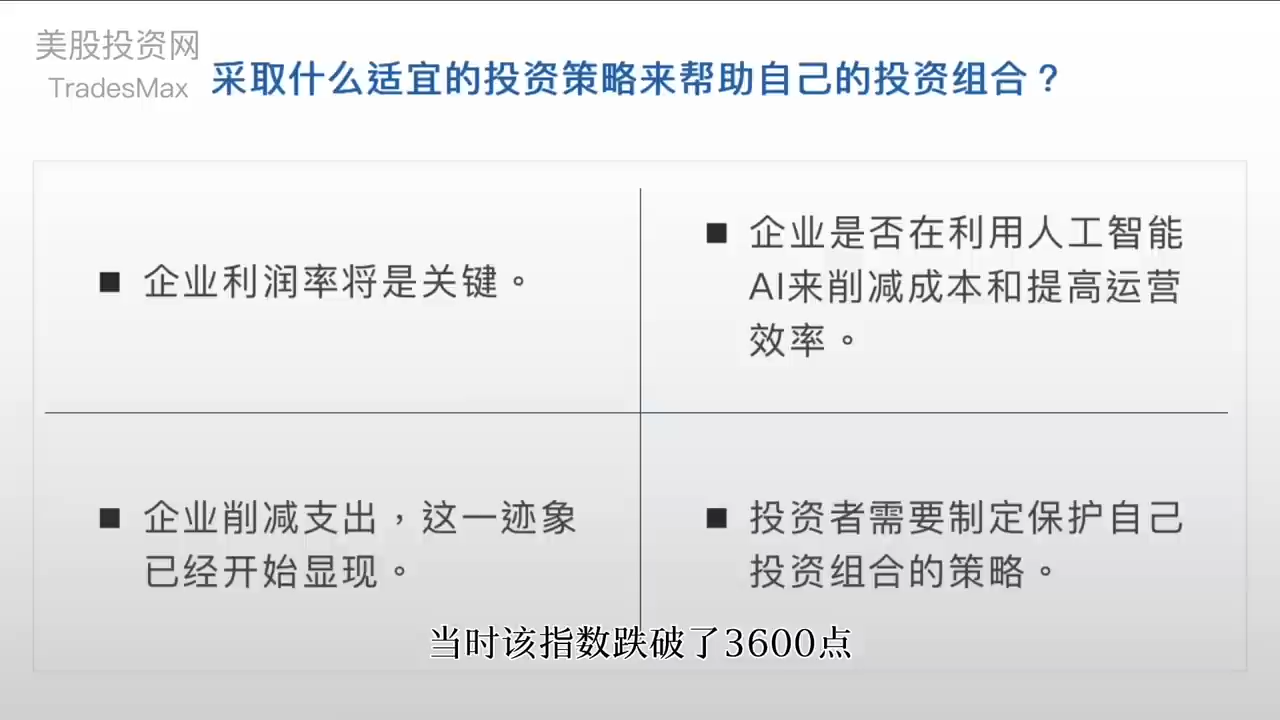 美股投资网
TradesMax
采取什么适宜的投资策略来帮助自己的投资组合？
■ 企业利润率将是关键。
■ 企业是否在利用人工智能
AI来削减成本和提高运营
效率。
■ 企业削减支出，这一迹象
已经开始显现。
■ 投资者需要制定保护自己
投资组合的策略。
当时该指数跌破了3600点